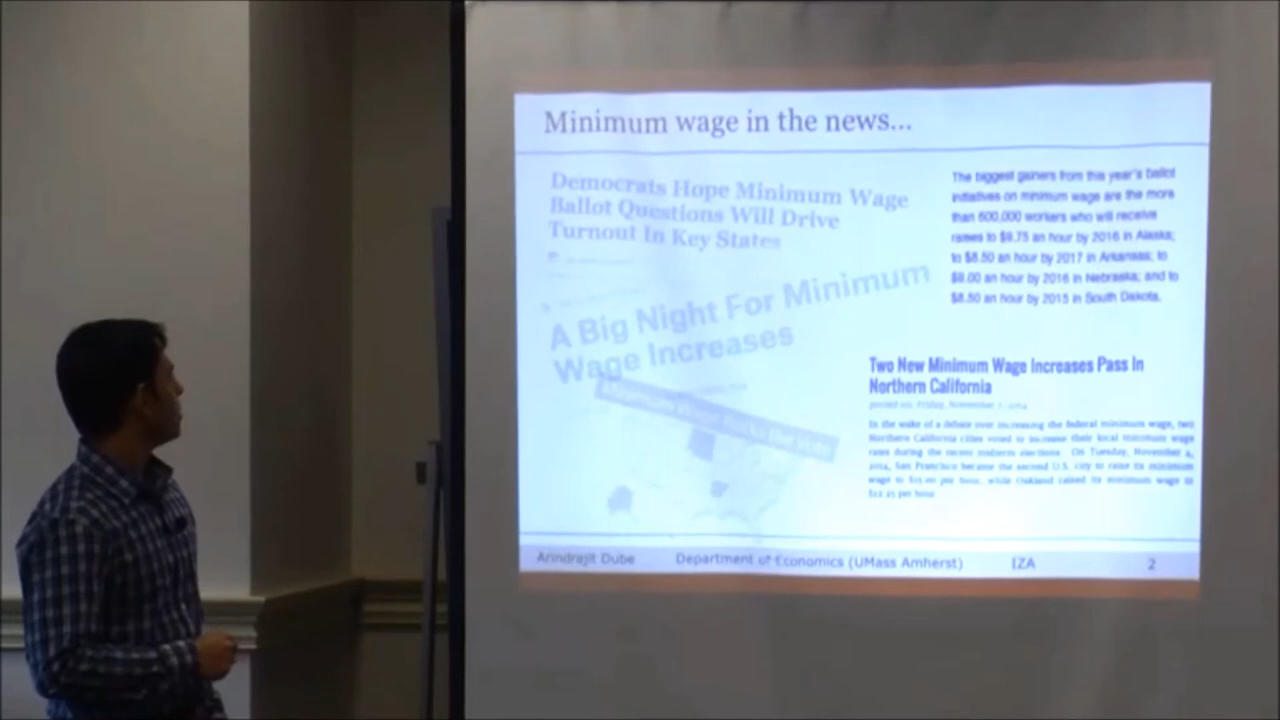 Minimum wage in the news...
Democrats Hope Minimum Wage
Ballot Questions Will Drive
Turnout In Key States
A Big Night For Minimum
Wage Increases
The biggest gainers from this year's ballot
initiatives on minimum wage are the more
than 600,000 workers who will receive
raises to $9.75 an hour by 2016 in Alaska;
to $8.50 an hour by 2017 in Arkansas; to
$9.00 an hour by 2016 in Nebraska; and to
$8.50 an hour by 2015 in South Dakota.
Two New Minimum Wage Increases Pass In
Northern California
posted on: Friday, November 7, 2014
In the wake of a debate over increasing the federal minimum wage, two
Northern California cities voted to increase their local minimum wage
rates during the recent midterm elections. On Tuesday, November 4,
2014, San Francisco became the second U.S. city to raise its minimum
wage to $15.00 per hour, while Oakland raised its minimum wage to
$12.25 per hour
Arindrajit Dube Department of Economics (UMass Amherst) IZA 2